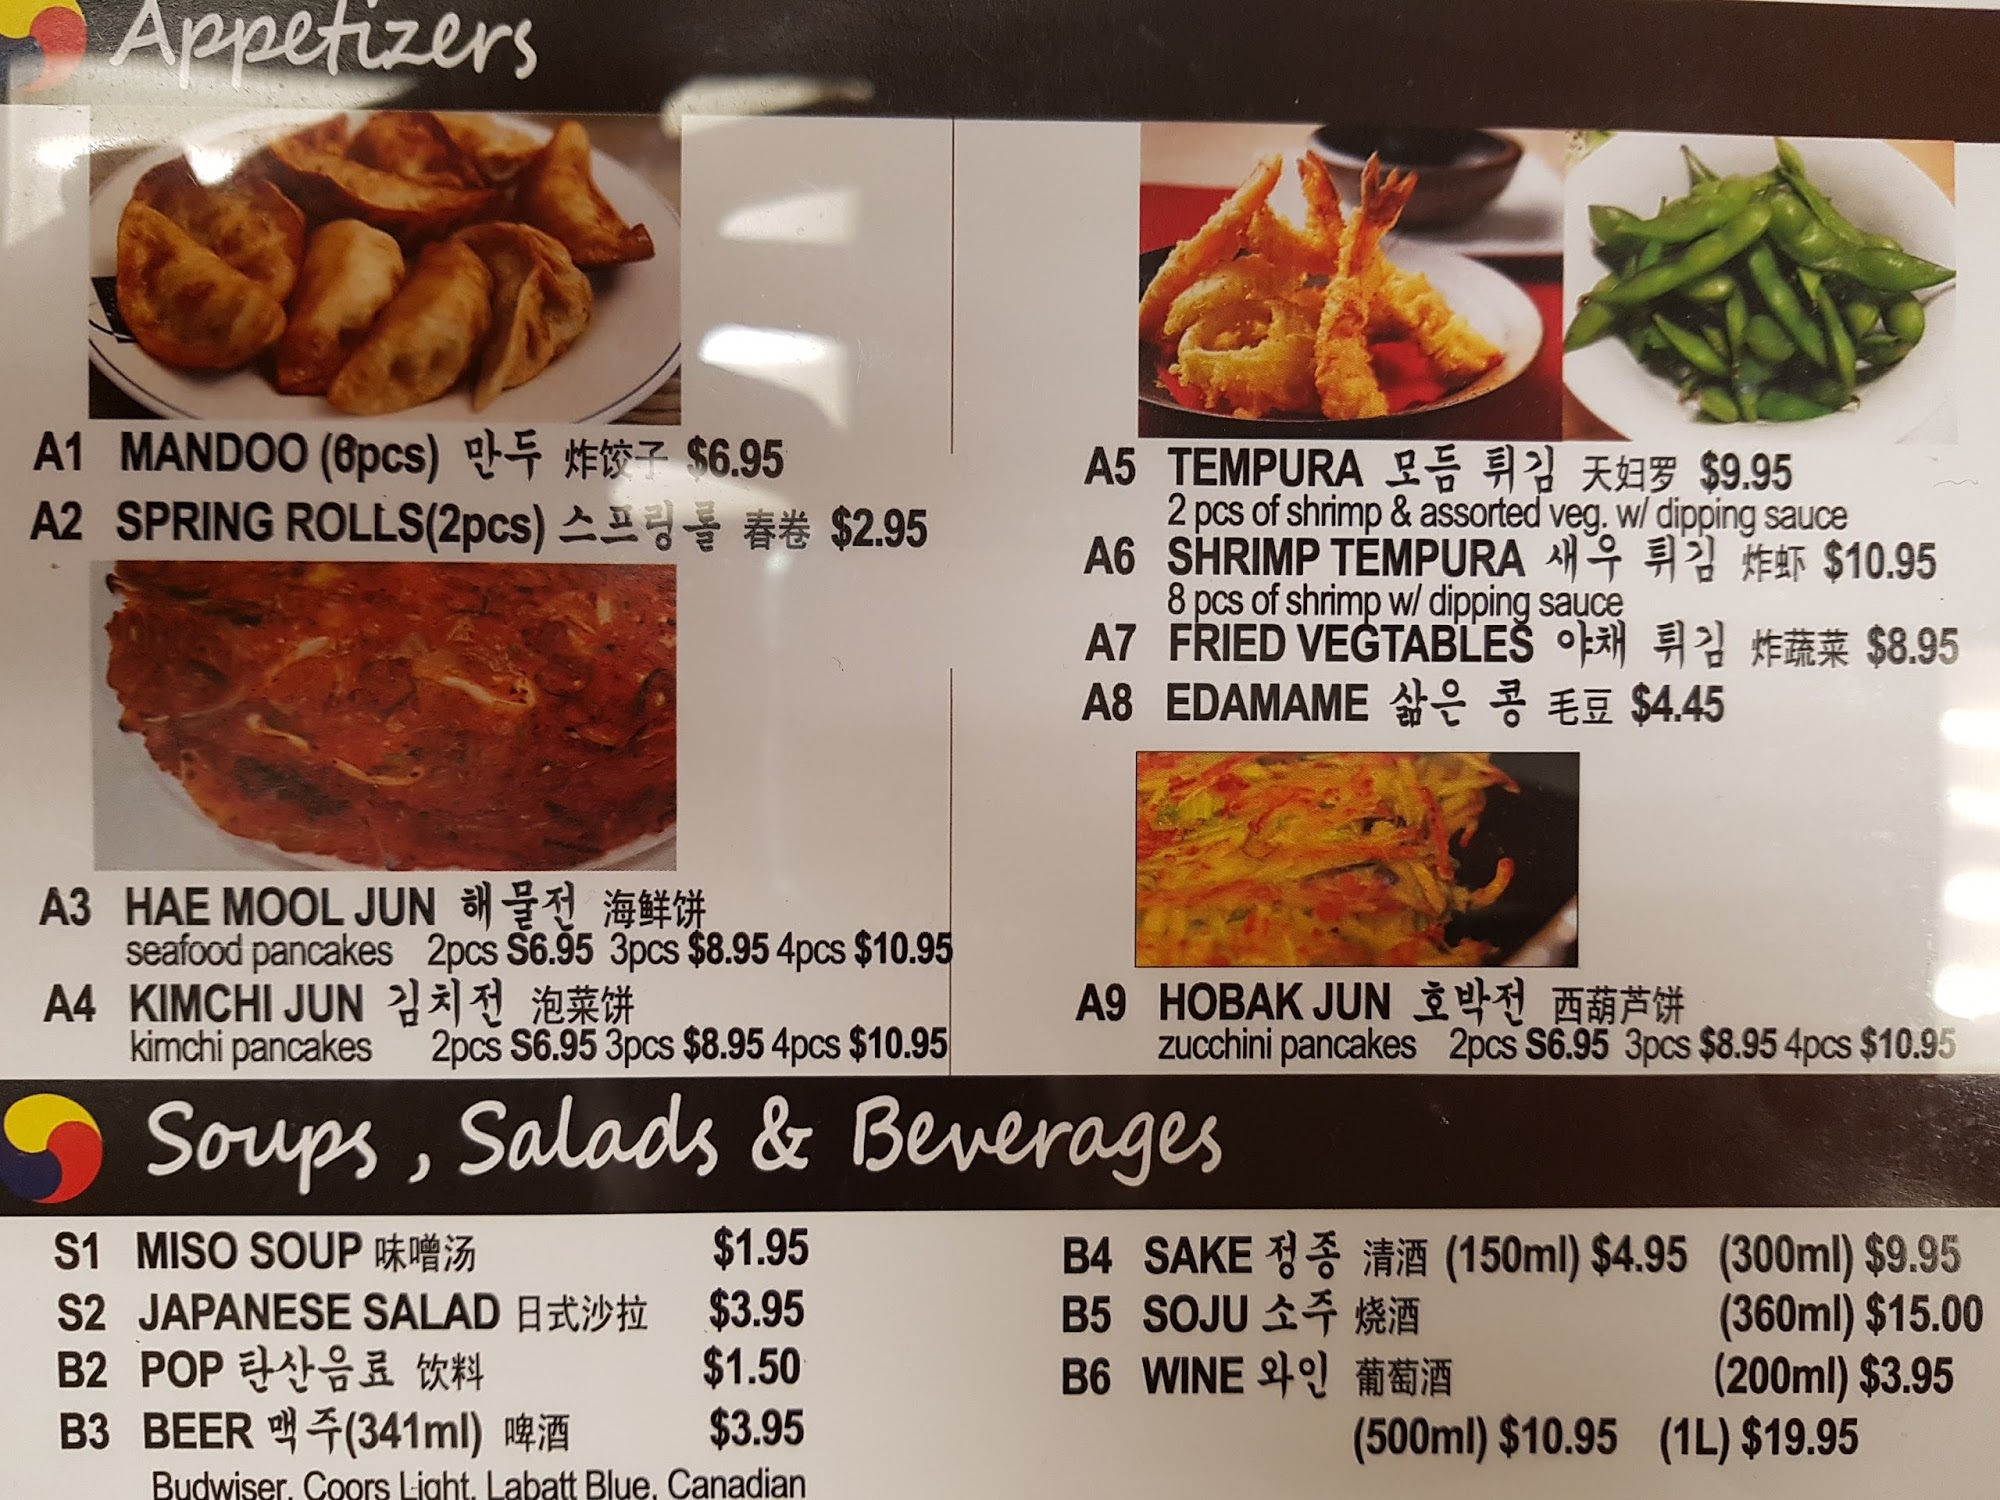 Appetizers
A1 MANDOO (6pcs) 만두 炸饺子 $6.95
A2 SPRING ROLLS(2pcs) 스프링롤 春卷 $2.95
A3 HAE MOOL JUN 해물전 海鲜饼
seafood pancakes 2pcs S6.95 3pcs $8.95 4pcs $10.95
A4 KIMCHI JUN 김치전 泡菜饼
kimchi pancakes 2pcs S6.95 3pcs $8.95 4pcs $10.95
A5 TEMPURA 모듬 튀김 天妇罗 $9.95
2 pcs of shrimp & assorted veg. w/ dipping sauce
A6 SHRIMP TEMPURA 새우 튀김 炸虾 $10.95
8 pcs of shrimp w/ dipping sauce
A7 FRIED VEGTABLES 야채 튀김 炸蔬菜 $8.95
A8 EDAMAME 삶은 콩 毛豆 $4.45
A9 HOBAK JUN 호박전 西葫芦饼
zucchini pancakes 2pcs S6.95 3pcs $8.95 4pcs $10.95
Soups, Salads & Beverages
S1 MISO SOUP 味噌汤 $1.95
S2 JAPANESE SALAD 日式沙拉 $3.95
B2 POP 탄산음료 饮料 $1.50
B3 BEER 맥주(341ml) 啤酒 $3.95
Budwiser, Coors Light, Labatt Blue, Canadian
B4 SAKE 정종 清酒 (150ml) $4.95 (300ml) $9.95
B5 SOJU 소주 烧酒 (360ml) $15.00
B6 WINE 와인 葡萄酒 (200ml) $3.95
(500ml) $10.95 (1L) $19.95